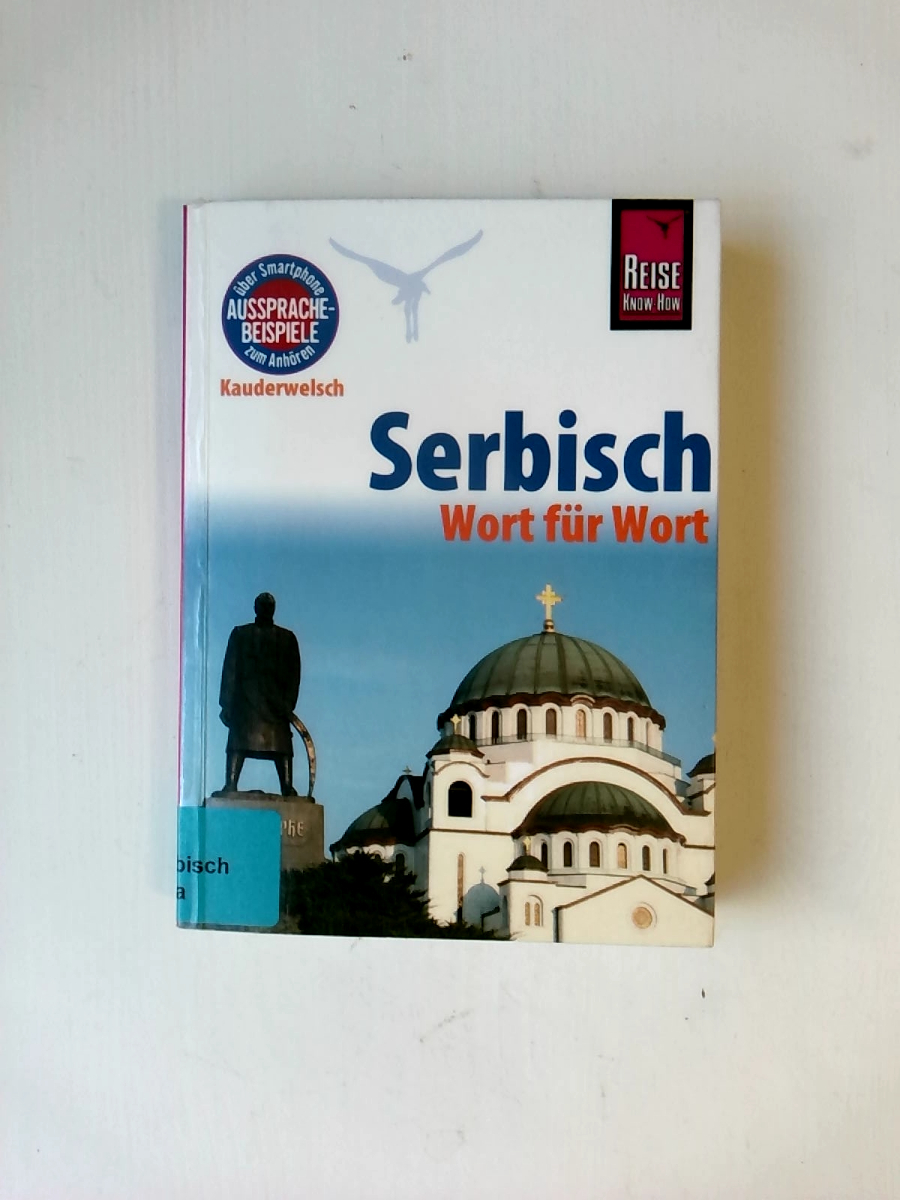 über Smartphone
AUSSPRACHE-
BEISPIELE
zum Anhören
Kauderwelsch
REISE
KNOW-HOW
Serbisch
Wort für Wort
bisch
a